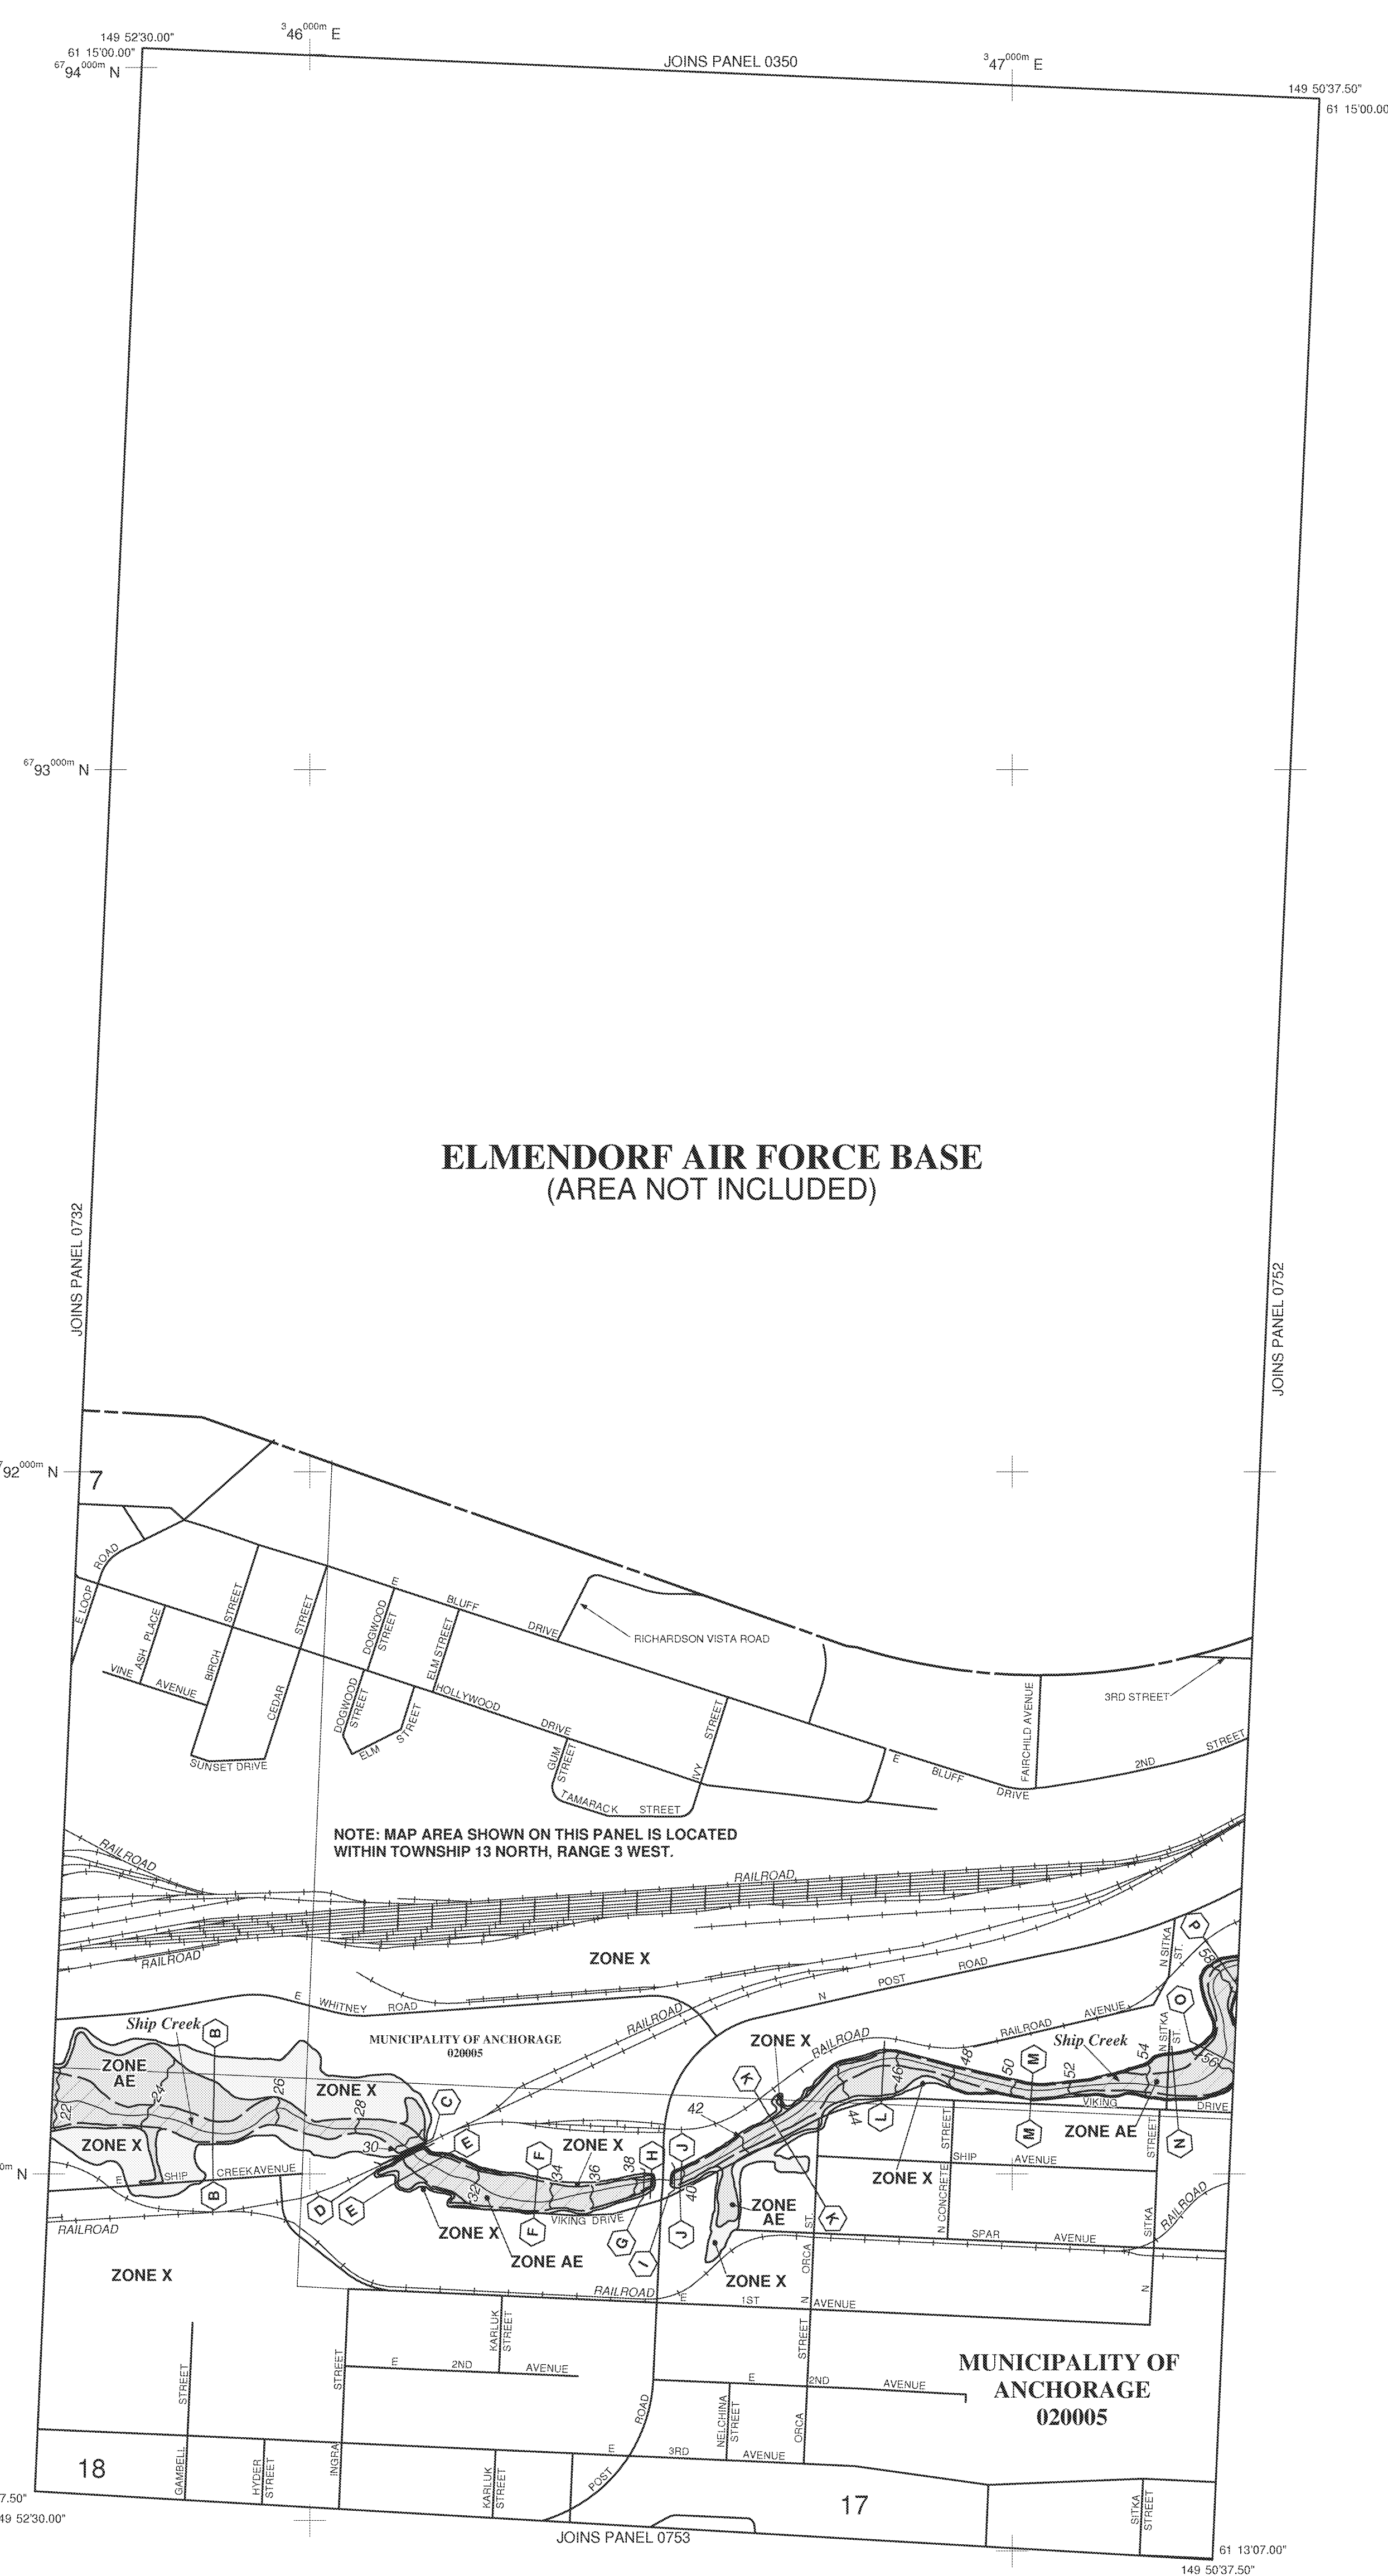 149 52'30.00"
61 15'00.00"
67 94 000m N
3 46 000m E
JOINS PANEL 0350
3 47 000m E
149 50'37.50"
61 15'00.00
67 93 000m N
ELMENDORF AIR FORCE BASE
(AREA NOT INCLUDED)
JOINS PANEL 0732
JOINS PANEL 0752
92 000m N
7
E LOOP ROAD
ASH PLACE
VINE AVENUE
BIRCH STREET
CEDAR STREET
SUNSET DRIVE
DOGWOOD STREET
DOGWOOD STREET
ELM STREET
ELM STREET
E BLUFF DRIVE
HOLLYWOOD DRIVE
RICHARDSON VISTA ROAD
GUM STREET
TAMARACK STREET
IVY STREET
E BLUFF DRIVE
FAIRCHILD AVENUE
3RD STREET
2ND STREET
NOTE: MAP AREA SHOWN ON THIS PANEL IS LOCATED
WITHIN TOWNSHIP 13 NORTH, RANGE 3 WEST.
RAILROAD
RAILROAD
RAILROAD
ZONE X
E WHITNEY ROAD
N POST ROAD
N SITKA ST.
P
58
Ship Creek
B
MUNICIPALITY OF ANCHORAGE
020005
RAILROAD
ZONE X
RAILROAD
RAILROAD AVENUE
Ship Creek
O
N SITKA ST.
ZONE
AE
22
24
26
28
30
ZONE X
C
E
K
42
44
46
48
50
M
52
54
56
VIKING DRIVE
ZONE X
E SHIP CREEK AVENUE
B
D
E
32
F
34
36
38
ZONE X
H
J
40
L
M
ZONE AE
N
ZONE X
SHIP AVENUE
N CONCRETE STREET
RAILROAD
ZONE X
ZONE X
ZONE AE
F
VIKING DRIVE
G
I
J
ZONE
AE
K
ZONE X
N ORCA ST.
SPAR AVENUE
N SITKA STREET
RAILROAD
RAILROAD
E 1ST AVENUE
KARLUK STREET
E 2ND AVENUE
E 2ND AVENUE
MUNICIPALITY OF
ANCHORAGE
020005
GAMBELL STREET
HYDER STREET
INGRA STREET
KARLUK STREET
POST ROAD
NELCHINA STREET
ORCA STREET
E 3RD AVENUE
SITKA STREET
18
17
0m N
7.50"
49 52'30.00"
JOINS PANEL 0753
61 13'07.00"
149 50'37.50"